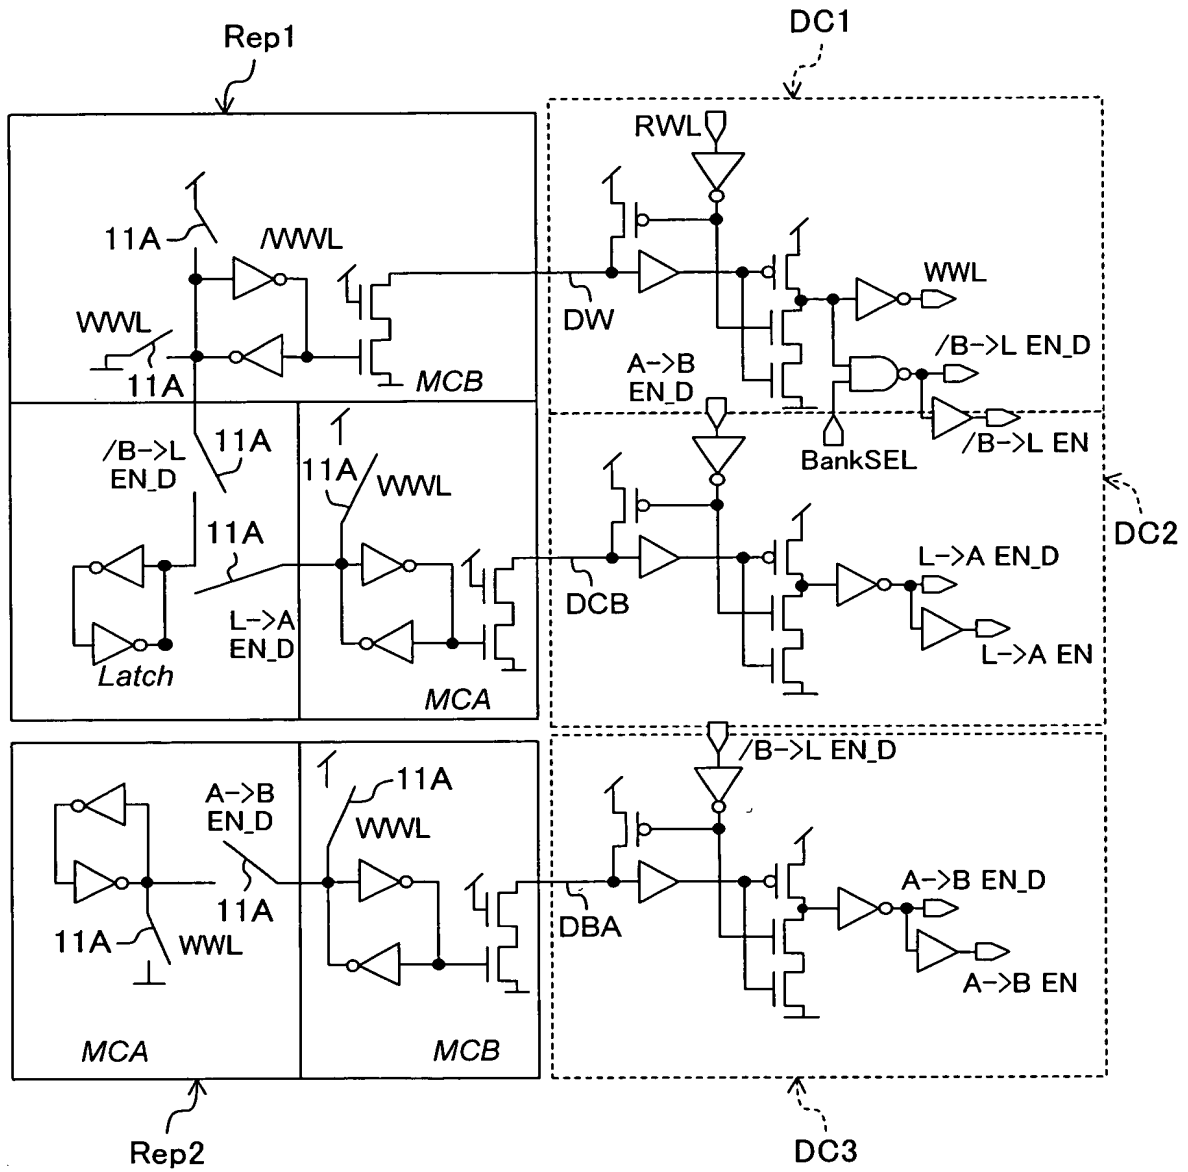 Rep1
DC1
RWL
11A
/WWL
WWL
11A
MCB
DW
WWL
/B->L EN_D
A->B
EN_D
BankSEL
/B->L EN
/B->L
EN_D
11A
11A
WWL
11A
L->A
EN_D
Latch
MCA
DCB
L->A EN_D
L->A EN
DC2
/B->L EN_D
A->B
EN_D
11A
WWL
11A
11A
WWL
DBA
A->B EN_D
A->B EN
MCA
MCB
Rep2
DC3